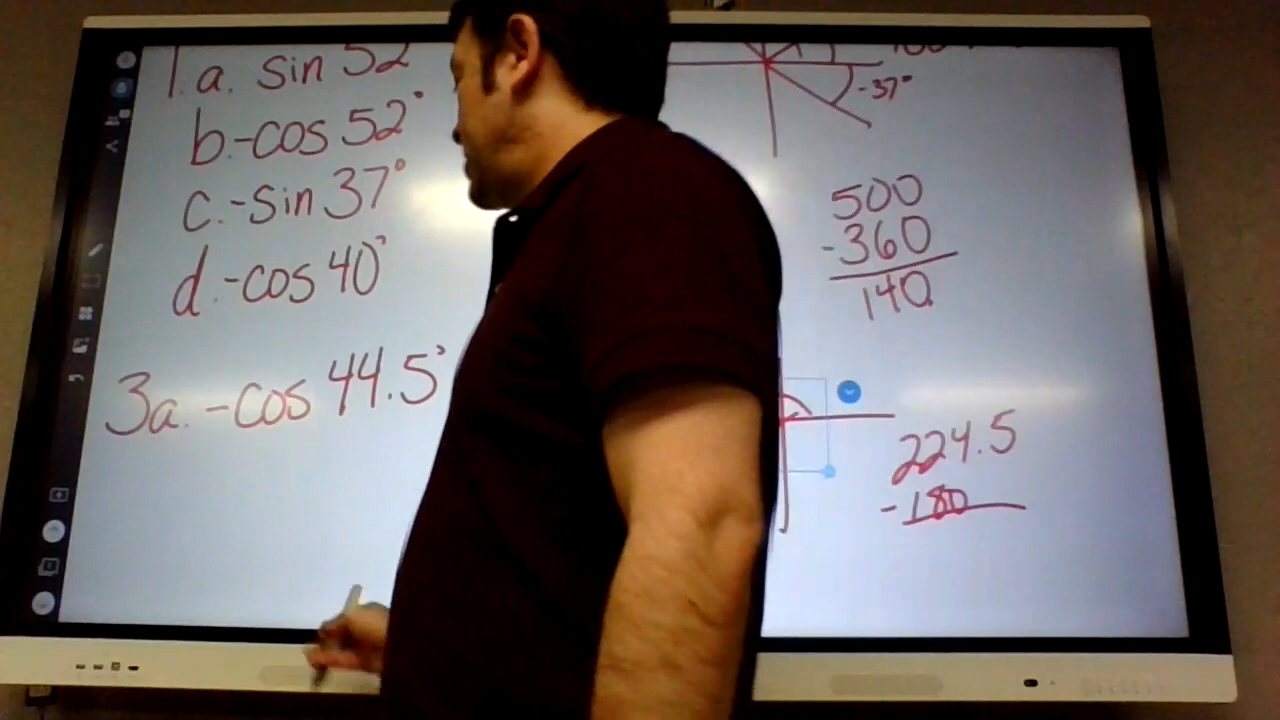 1.a. sin 52
b. -cos 52°
c. -sin 37°
d. -cos 40°
3a. -cos 44.5°
-37°
500
-360
140
224.5
-180